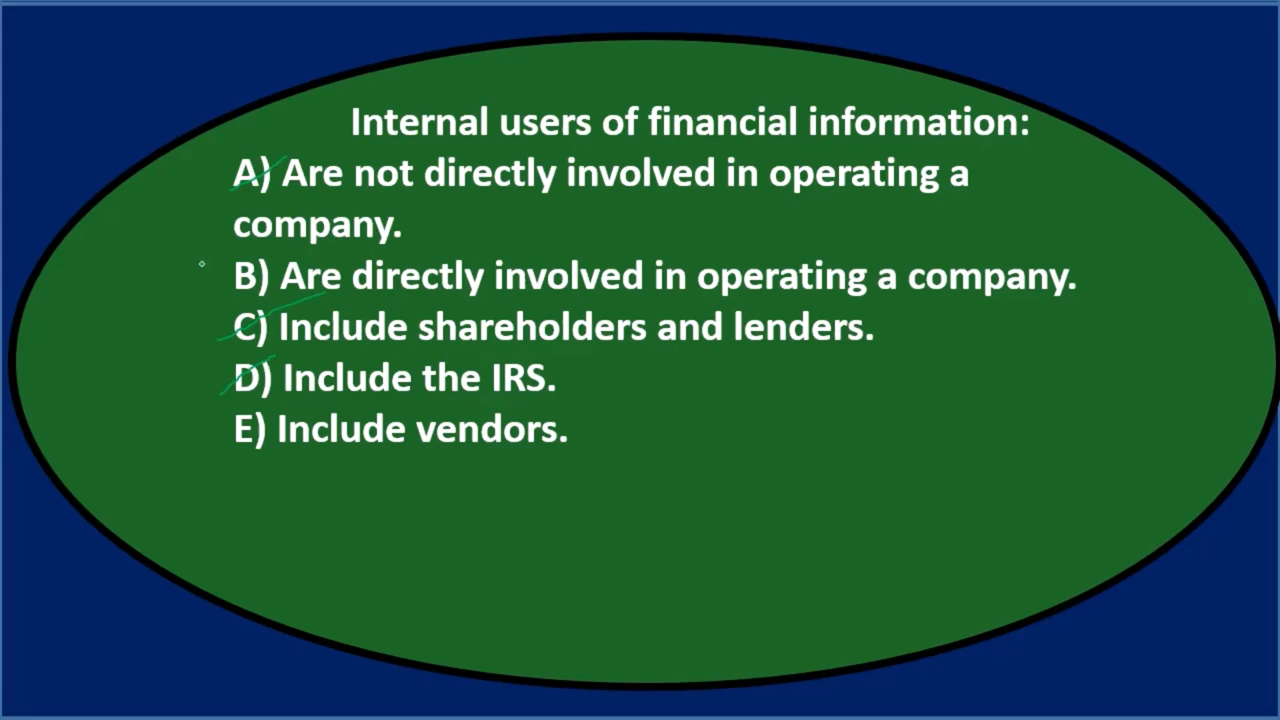 Internal users of financial information:
A) Are not directly involved in operating a
company.
B) Are directly involved in operating a company.
C) Include shareholders and lenders.
D) Include the IRS.
E) Include vendors.